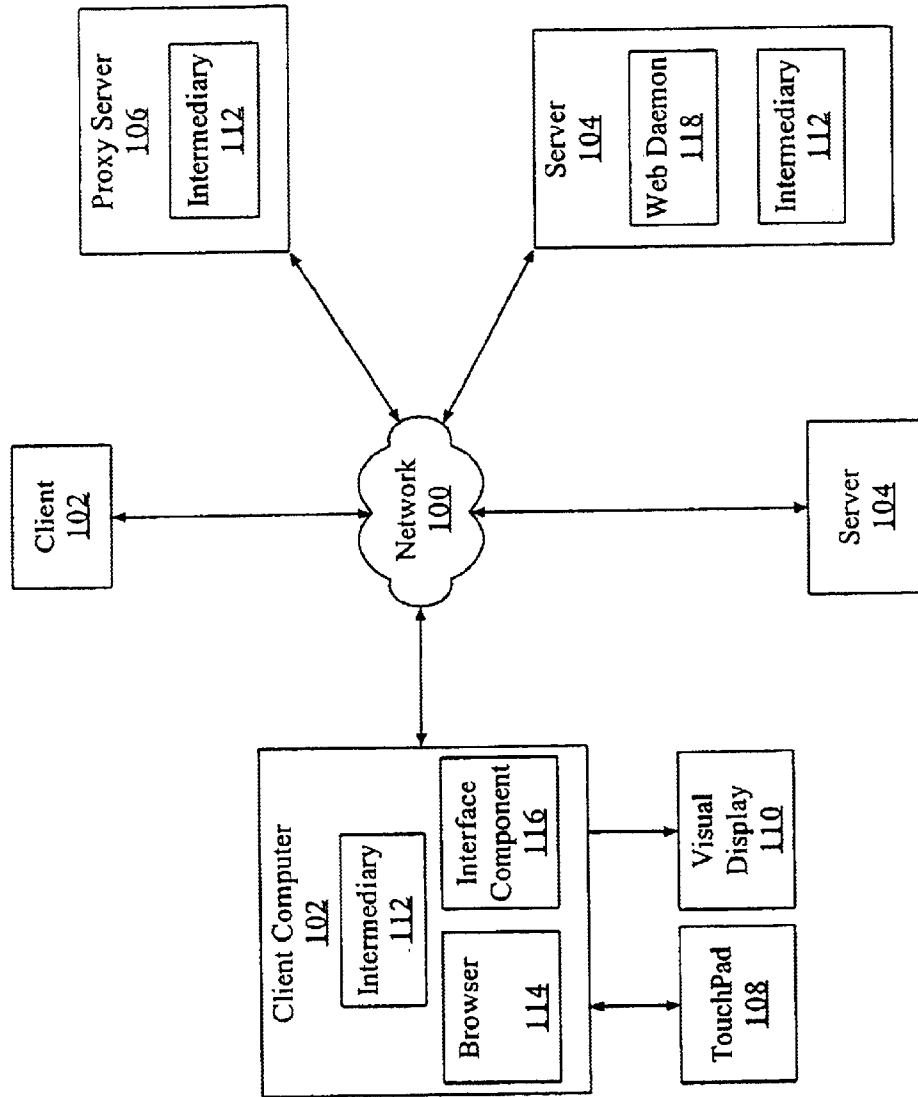 Client
102
Proxy Server
106
Intermediary
112
Client Computer
102
Intermediary
112
Browser
114
Interface
Component
116
TouchPad
108
Visual
Display
110
Network
100
Server
104
Web Daemon
118
Intermediary
112
Server
104